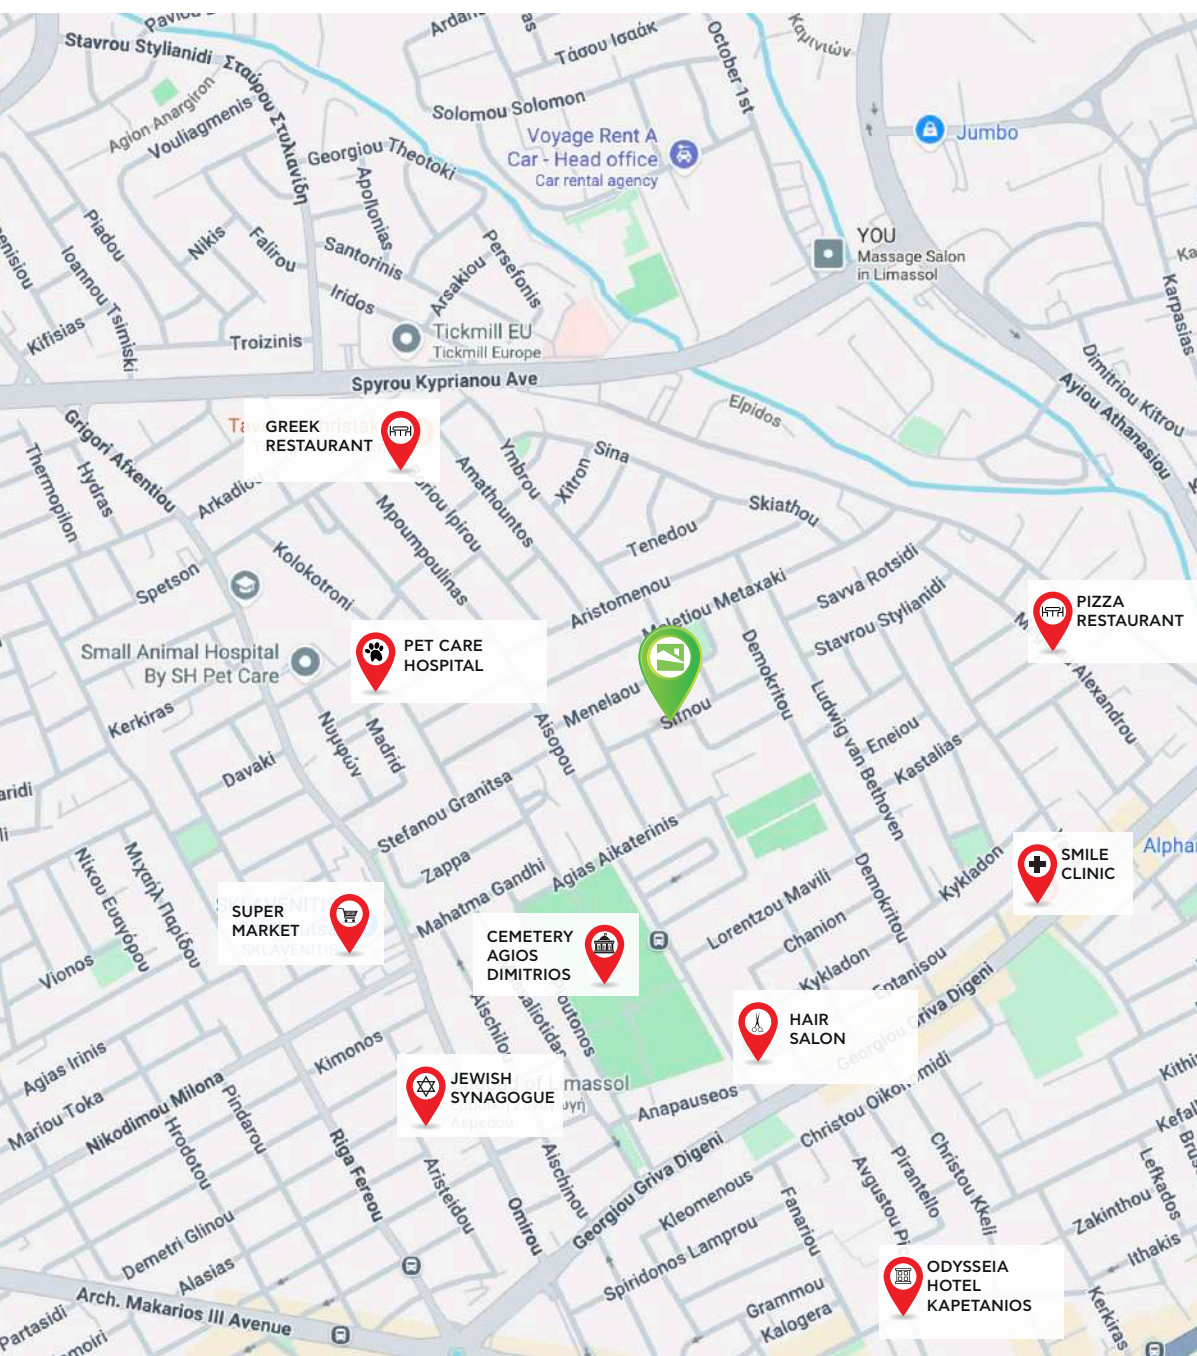 Stavrou Stylianidi
Σταύρου Στυλιανίδη
Agion Anargiron
Vouliagmenis
Georgiou Theotoki
Apollonias
Τάσου Ισαάκ
Solomou Solomon
October 1st
Καμινιών
Voyage Rent A
Car - Head office
Car rental agency
Jumbo
YOU
Massage Salon
in Limassol
Piadou
Nikis
Falirou
Santorinis
Persefonis
Arsakiou
Iridos
Ioannou Tsimiski
Kifisias
Troizinis
Tickmill EU
Tickmill Europe
Karpasias
Dimitriou Kitrou
Spyrou Kyprianou Ave
Ayiou Athanasiou
Elpidos
Grigori Afxentiou
GREEK
RESTAURANT
Thermopilon
Hydras
Arkadiou
Mpoumpoulinas
Amathountos
Ymbrou
Xitron
Sina
Skiathou
Tenedou
Kolokotroni
Spetson
Aristomenou
Meletiou Metaxaki
Savva Rotsidi
Stavrou Stylianidi
PIZZA
RESTAURANT
Small Animal Hospital
By SH Pet Care
PET CARE
HOSPITAL
Demokritou
Menelaou
Sifnou
Ludwig van Bethoven
Eneiou
Kastalias
Alexandrou
Kerkiras
Νυμφών
Madrid
Davaki
Aisopou
Stefanou Granitsa
Zappa
Mahatma Gandhi
Agias Aikaterinis
Νίκου Ευαγόρου
Μιχαήλ Παρίδου
Vionos
SUPER
MARKET
CEMETERY
AGIOS
DIMITRIOS
Lorentzou Mavili
Chanion
Kykladon
Demokritou
Kykladon
SMILE
CLINIC
HAIR
SALON
Georgiou Griva Digeni
Aischilou
Agias Irinis
Mariou Toka
Nikodimou Milona
Kimonos
Pindarou
Hrodotou
Riga Fereou
JEWISH
SYNAGOGUE
Anapauseos
Christou Oikonomidi
Aristeidou
Omirou
Aischinou
Georgiou Griva Digeni
Kleomenous
Spiridonos Lamprou
Fanariou
Pirantello
Christou Kkeli
Zakinthou
Lefkados
Ithakis
Demetri Glinou
Alasias
Arch. Makarios III Avenue
Partasidi
Grammou
Kalogera
ODYSSEIA
HOTEL
KAPETANIOS
Kerkiras